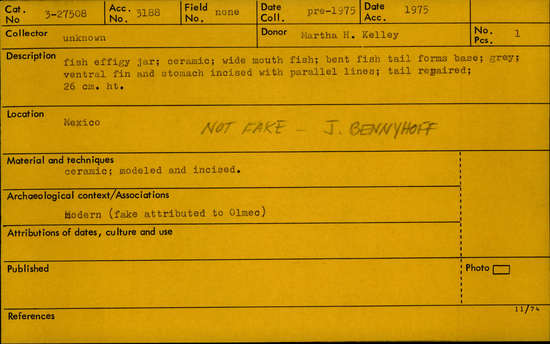 Cat. No 3-27508 Acc. No. 3188 Field No. none Date Coll. pre-1975 Date Acc. 1975
Collector unknown Donor Martha H. Kelley No. Pcs. 1
Description fish effigy jar; ceramic; wide mouth fish; bent fish tail forms base; grey;
ventral fin and stomach incised with parallel lines; tail repaired;
26 cm. ht.
Location
Mexico NOT FAKE — J. BENNYHOFF
Material and techniques
ceramic; modeled and incised.
Archaeological context/Associations
Modern (fake attributed to Olmec)
Attributions of dates, culture and use
Published Photo
11/74
References